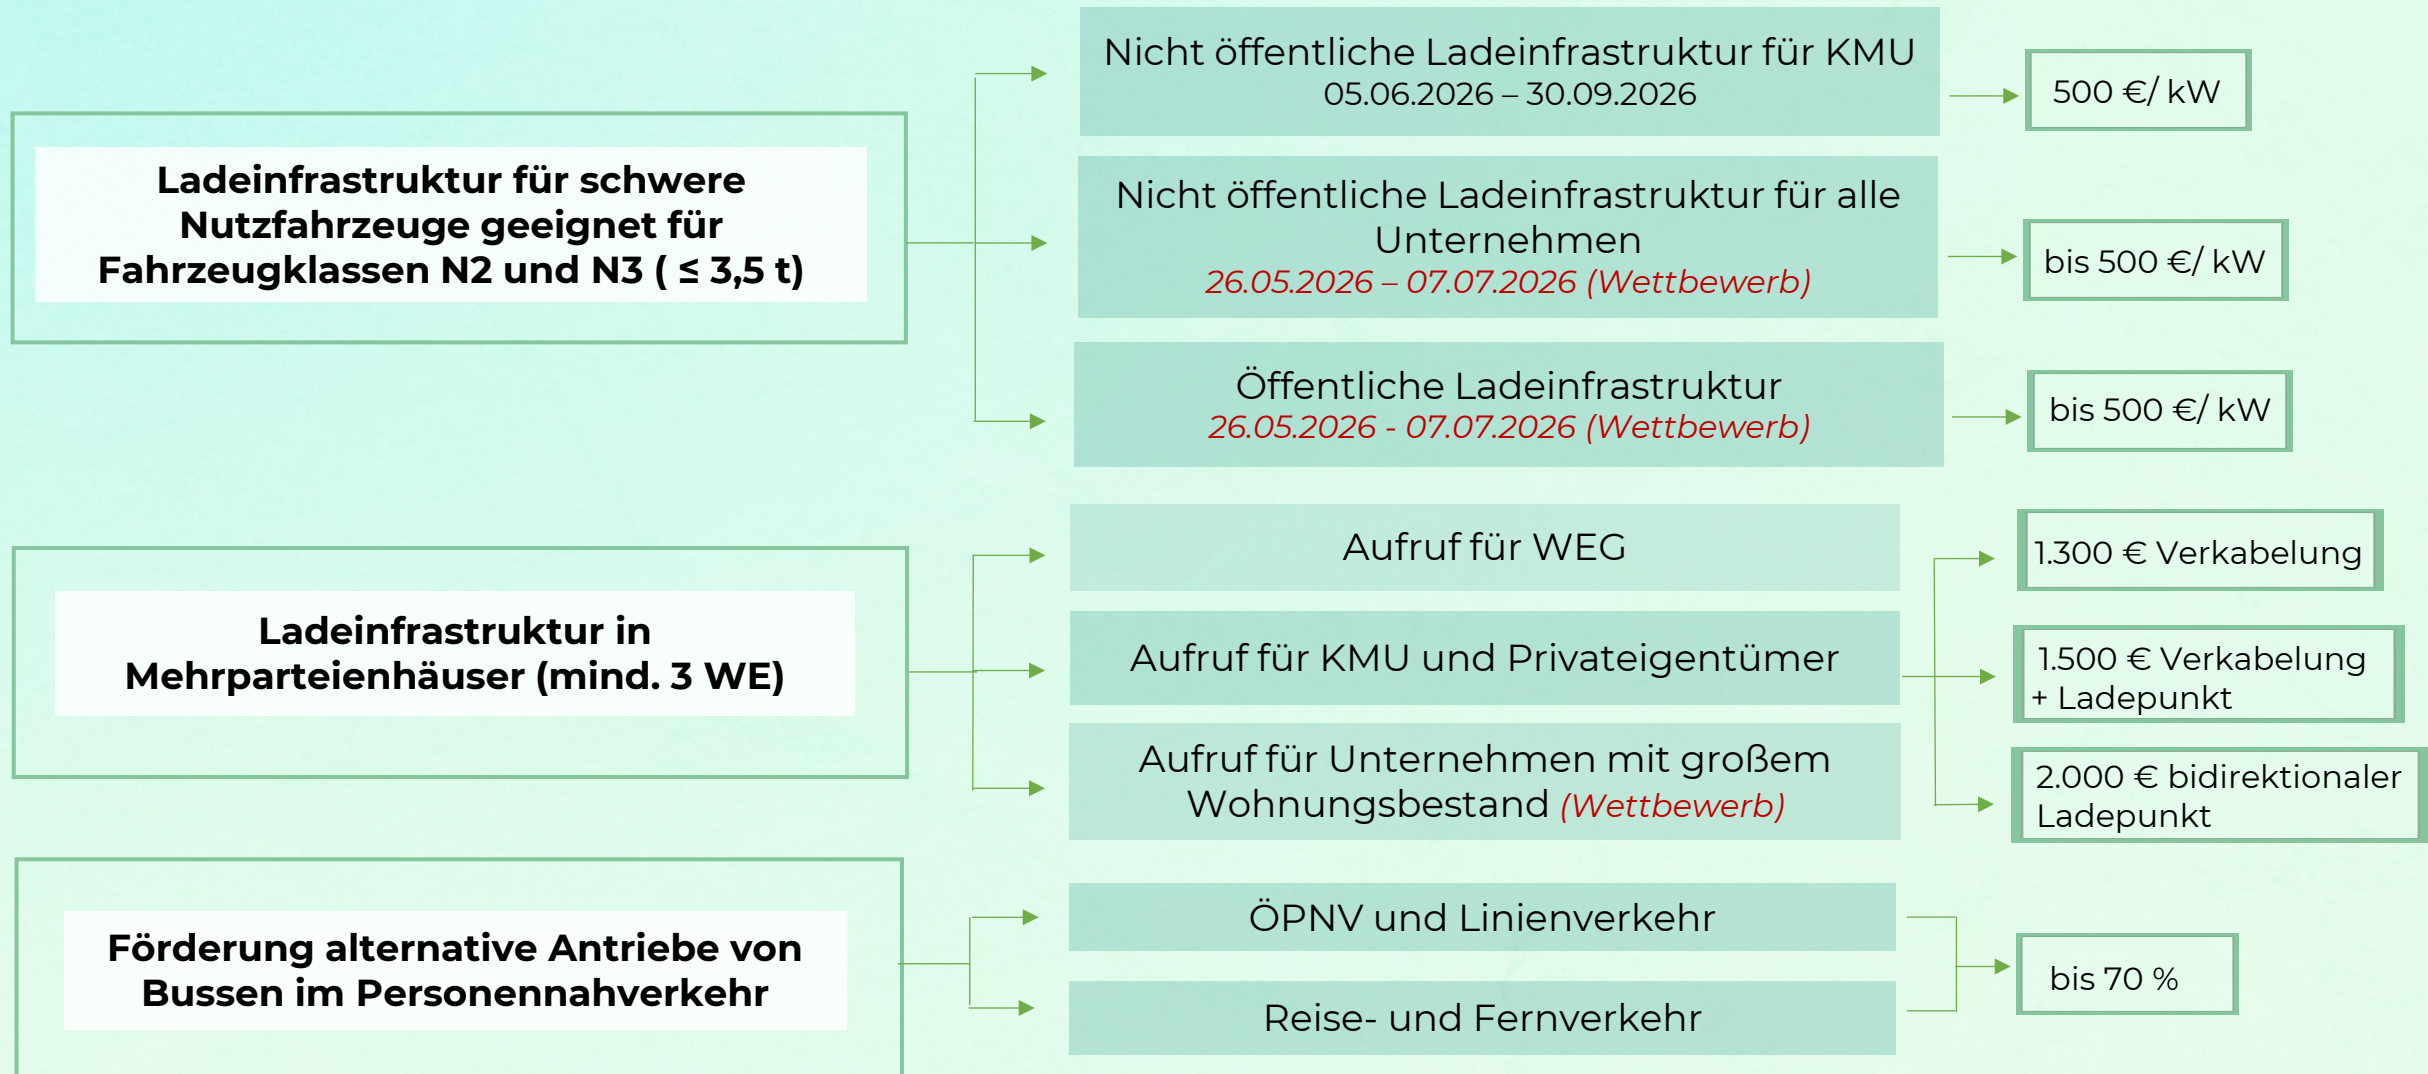 Ladeinfrastruktur für schwere
Nutzfahrzeuge geeignet für
Fahrzeugklassen N2 und N3 ( ≤ 3,5 t)
Nicht öffentliche Ladeinfrastruktur für KMU
05.06.2026 – 30.09.2026
500 €/ kW
Nicht öffentliche Ladeinfrastruktur für alle
Unternehmen
26.05.2026 – 07.07.2026 (Wettbewerb)
bis 500 €/ kW
Öffentliche Ladeinfrastruktur
26.05.2026 - 07.07.2026 (Wettbewerb)
bis 500 €/ kW
Ladeinfrastruktur in
Mehrparteienhäuser (mind. 3 WE)
Aufruf für WEG
Aufruf für KMU und Privateigentümer
Aufruf für Unternehmen mit großem
Wohnungsbestand (Wettbewerb)
1.300 € Verkabelung
1.500 € Verkabelung
+ Ladepunkt
2.000 € bidirektionaler
Ladepunkt
Förderung alternative Antriebe von
Bussen im Personennahverkehr
ÖPNV und Linienverkehr
Reise- und Fernverkehr
bis 70 %